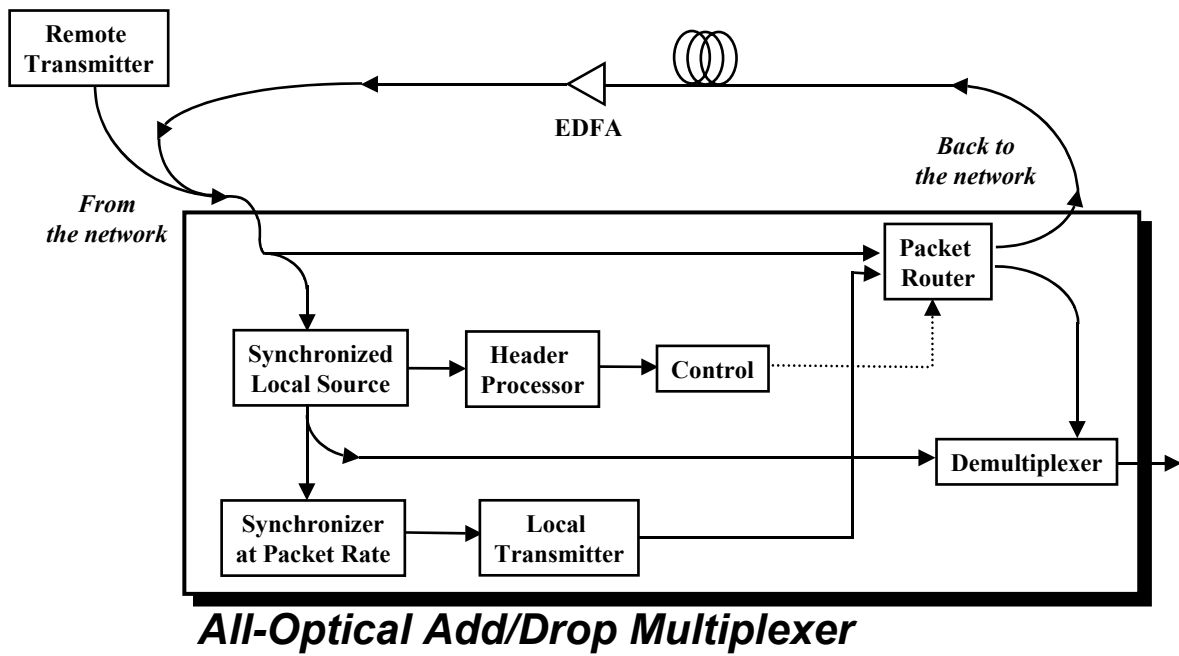 Remote
Transmitter
EDFA
Back to
the network
From
the network
Packet
Router
Synchronized
Local Source
Header
Processor
Control
Demultiplexer
Synchronizer
at Packet Rate
Local
Transmitter
All-Optical Add/Drop Multiplexer